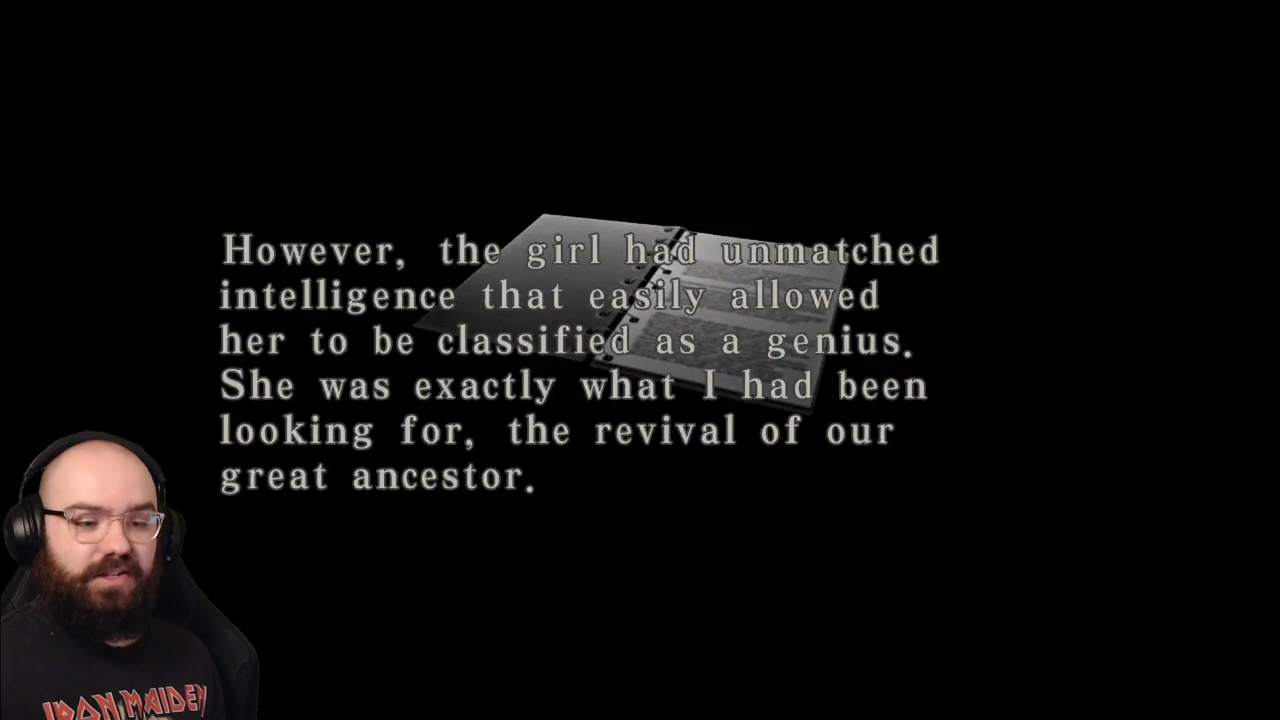 However, the girl had unmatched
intelligence that easily allowed
her to be classified as a genius.
She was exactly what I had been
looking for, the revival of our
great ancestor.
IRON MAIDEN